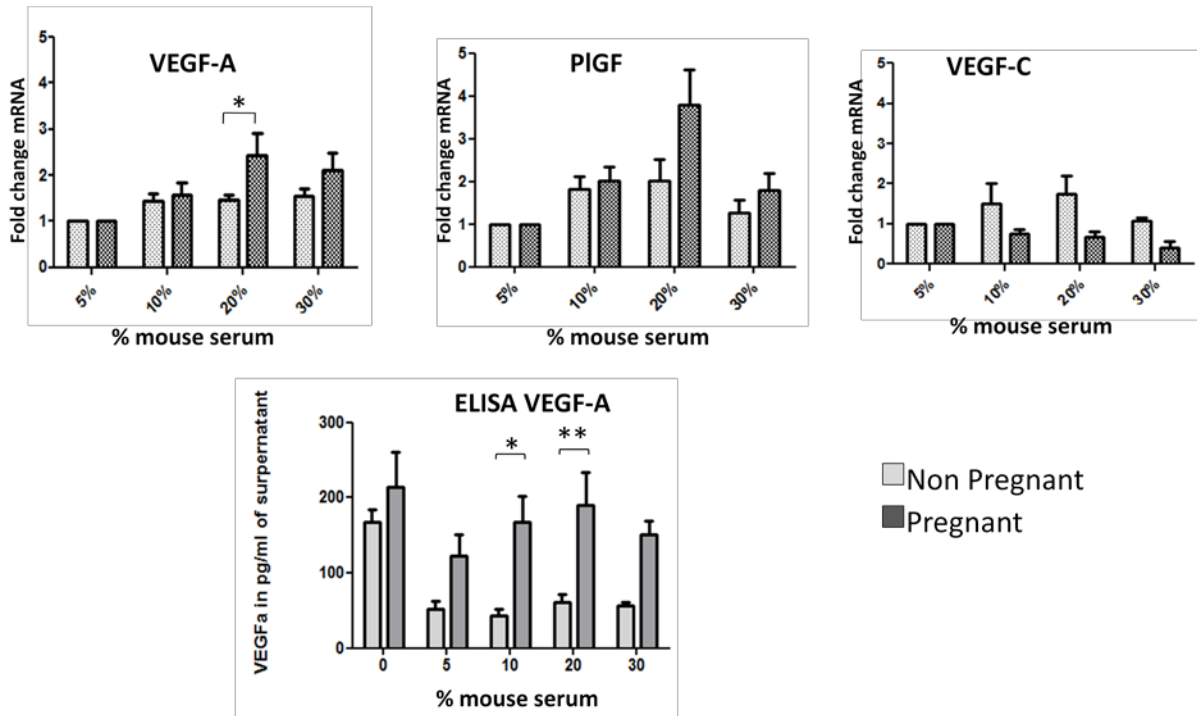 VEGF-A
Fold change mRNA
5
4
3
2
1
0
*
5% 10% 20% 30%
% mouse serum
PlGF
Fold change mRNA
5
4
3
2
1
0
5% 10% 20% 30%
% mouse serum
VEGF-C
Fold change mRNA
5
4
3
2
1
0
5% 10% 20% 30%
% mouse serum
ELISA VEGF-A
VEGFa in pg/ml of surpernatant
300
200
100
0
* **
0 5 10 20 30
% mouse serum
Non Pregnant
Pregnant